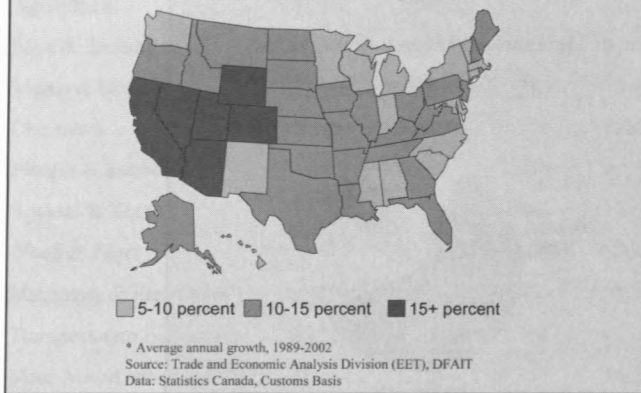 5-10 percent 10-15 percent 15+ percent
* Average annual growth, 1989-2002
Source: Trade and Economic Analysis Division (EET), DFAIT
Data: Statistics Canada, Customs Basis